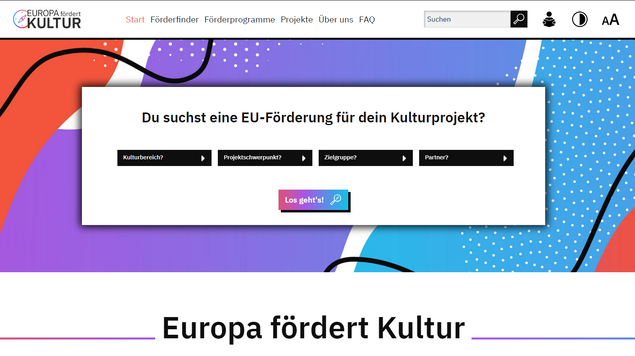 EUROPA fördert
KULTUR
Start Förderfinder Förderprogramme Projekte Über uns FAQ
Suchen
AA
Du suchst eine EU-Förderung für dein Kulturprojekt?
Kulturbereich? Projektschwerpunkt? Zielgruppe? Partner?
Los geht's!
Europa fördert Kultur